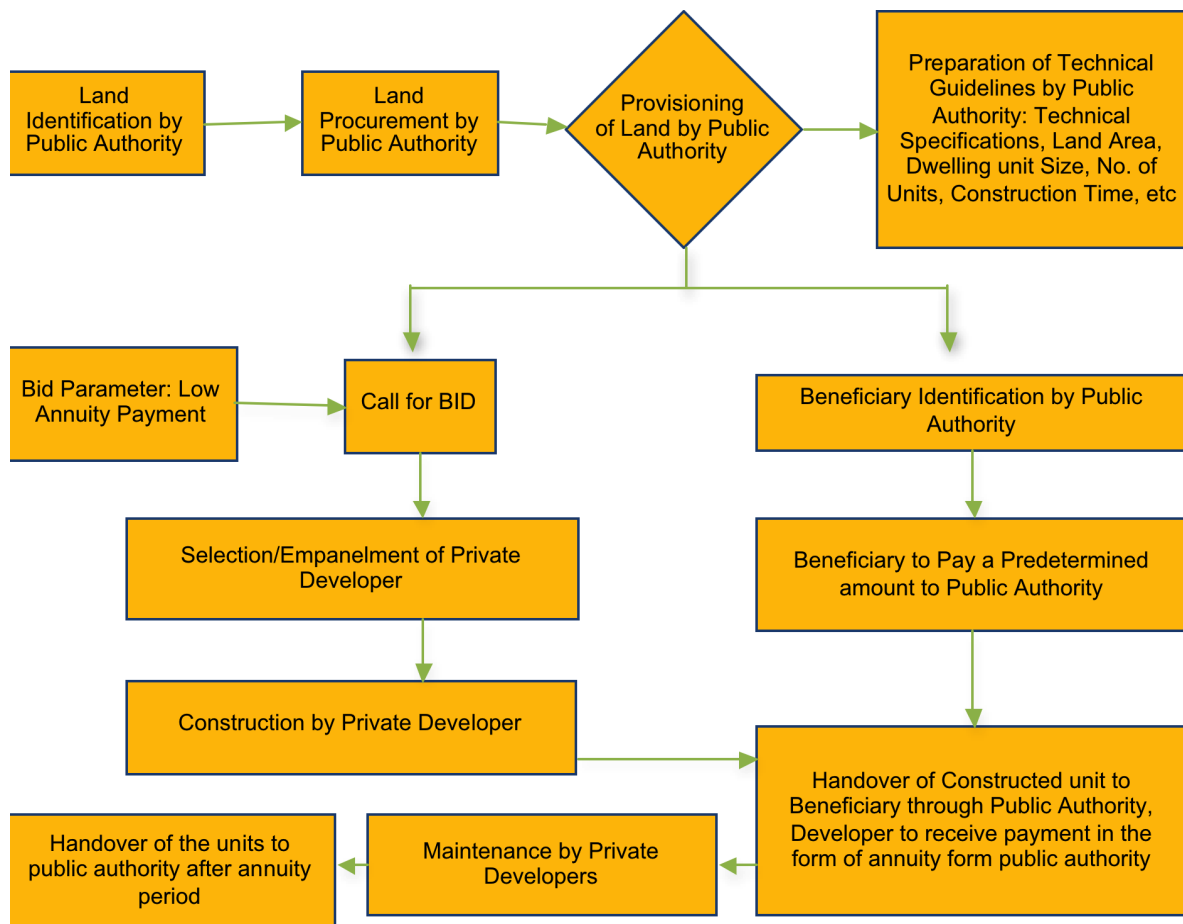 Land
Identification by
Public Authority
Land
Procurement by
Public Authority
Provisioning
of Land by Public
Authority
Preparation of Technical
Guidelines by Public
Authority: Technical
Specifications, Land Area,
Dwelling unit Size, No. of
Units, Construction Time, etc
Bid Parameter: Low
Annuity Payment
Call for BID
Beneficiary Identification by Public
Authority
Selection/Empanelment of Private
Developer
Beneficiary to Pay a Predetermined
amount to Public Authority
Construction by Private Developer
Handover of Constructed unit to
Beneficiary through Public Authority,
Developer to receive payment in the
form of annuity form public authority
Maintenance by Private
Developers
Handover of the units to
public authority after annuity
period